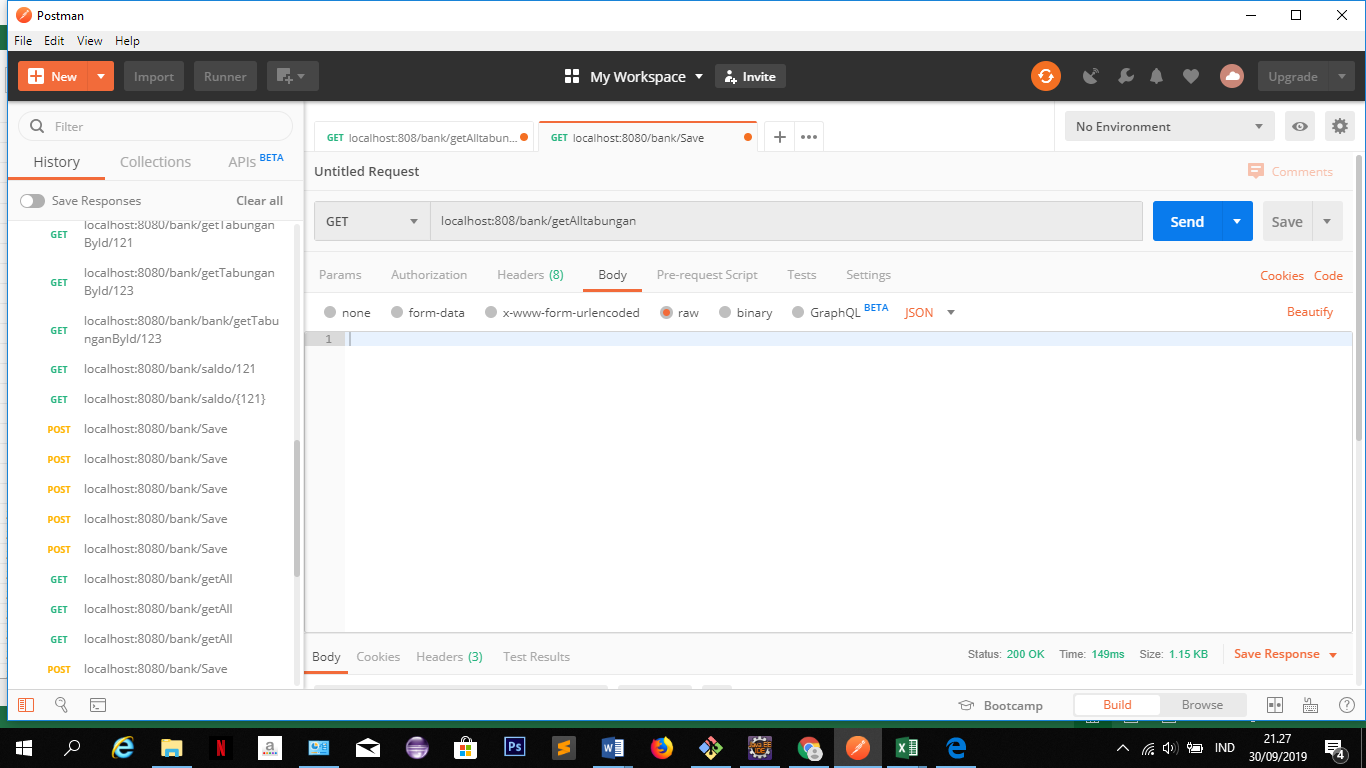 Postman
File Edit View Help
New
Import
Runner
My Workspace
Invite
Upgrade
Filter
History
Collections
APIs BETA
Save Responses
Clear all
GET localhost:8080/bank/getTabungan
ById/121
GET localhost:8080/bank/getTabungan
ById/123
GET localhost:8080/bank/bank/getTabu
nganById/123
GET localhost:8080/bank/saldo/121
GET localhost:8080/bank/saldo/{121}
POST localhost:8080/bank/Save
POST localhost:8080/bank/Save
POST localhost:8080/bank/Save
POST localhost:8080/bank/Save
POST localhost:8080/bank/Save
GET localhost:8080/bank/getAll
GET localhost:8080/bank/getAll
GET localhost:8080/bank/getAll
POST localhost:8080/bank/Save
GET localhost:808/bank/getAlltabun...
GET localhost:8080/bank/Save
No Environment
Untitled Request
Comments
GET
localhost:808/bank/getAlltabungan
Send
Save
Params Authorization Headers (8) Body Pre-request Script Tests Settings
Cookies Code
none form-data x-www-form-urlencoded raw binary GraphQL BETA JSON
Beautify
1
Body Cookies Headers (3) Test Results
Status: 200 OK Time: 149ms Size: 1.15 KB
Save Response
Bootcamp
Build
Browse
IND
21.27
30/09/2019
4